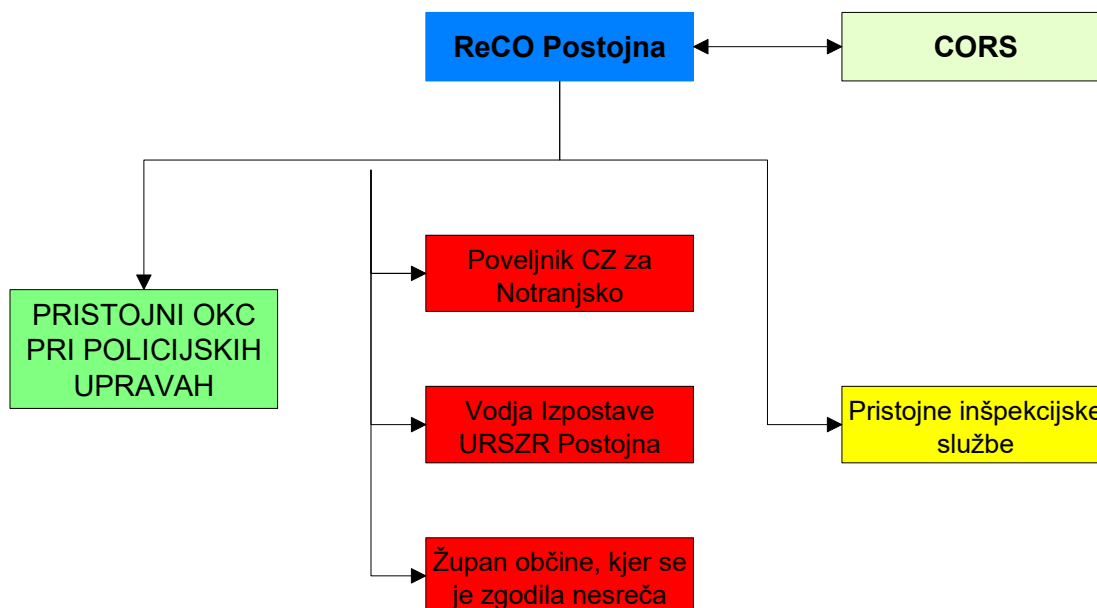 ReCO Postojna
CORS
Poveljnik CZ za
Notranjsko
PRISTOJNI OKC
PRI POLICIJSKIH
UPRAVAH
Vodja Izpostave
URSZR Postojna
Pristojne inšpekcijske
službe
Župan občine, kjer se
je zgodila nesreča